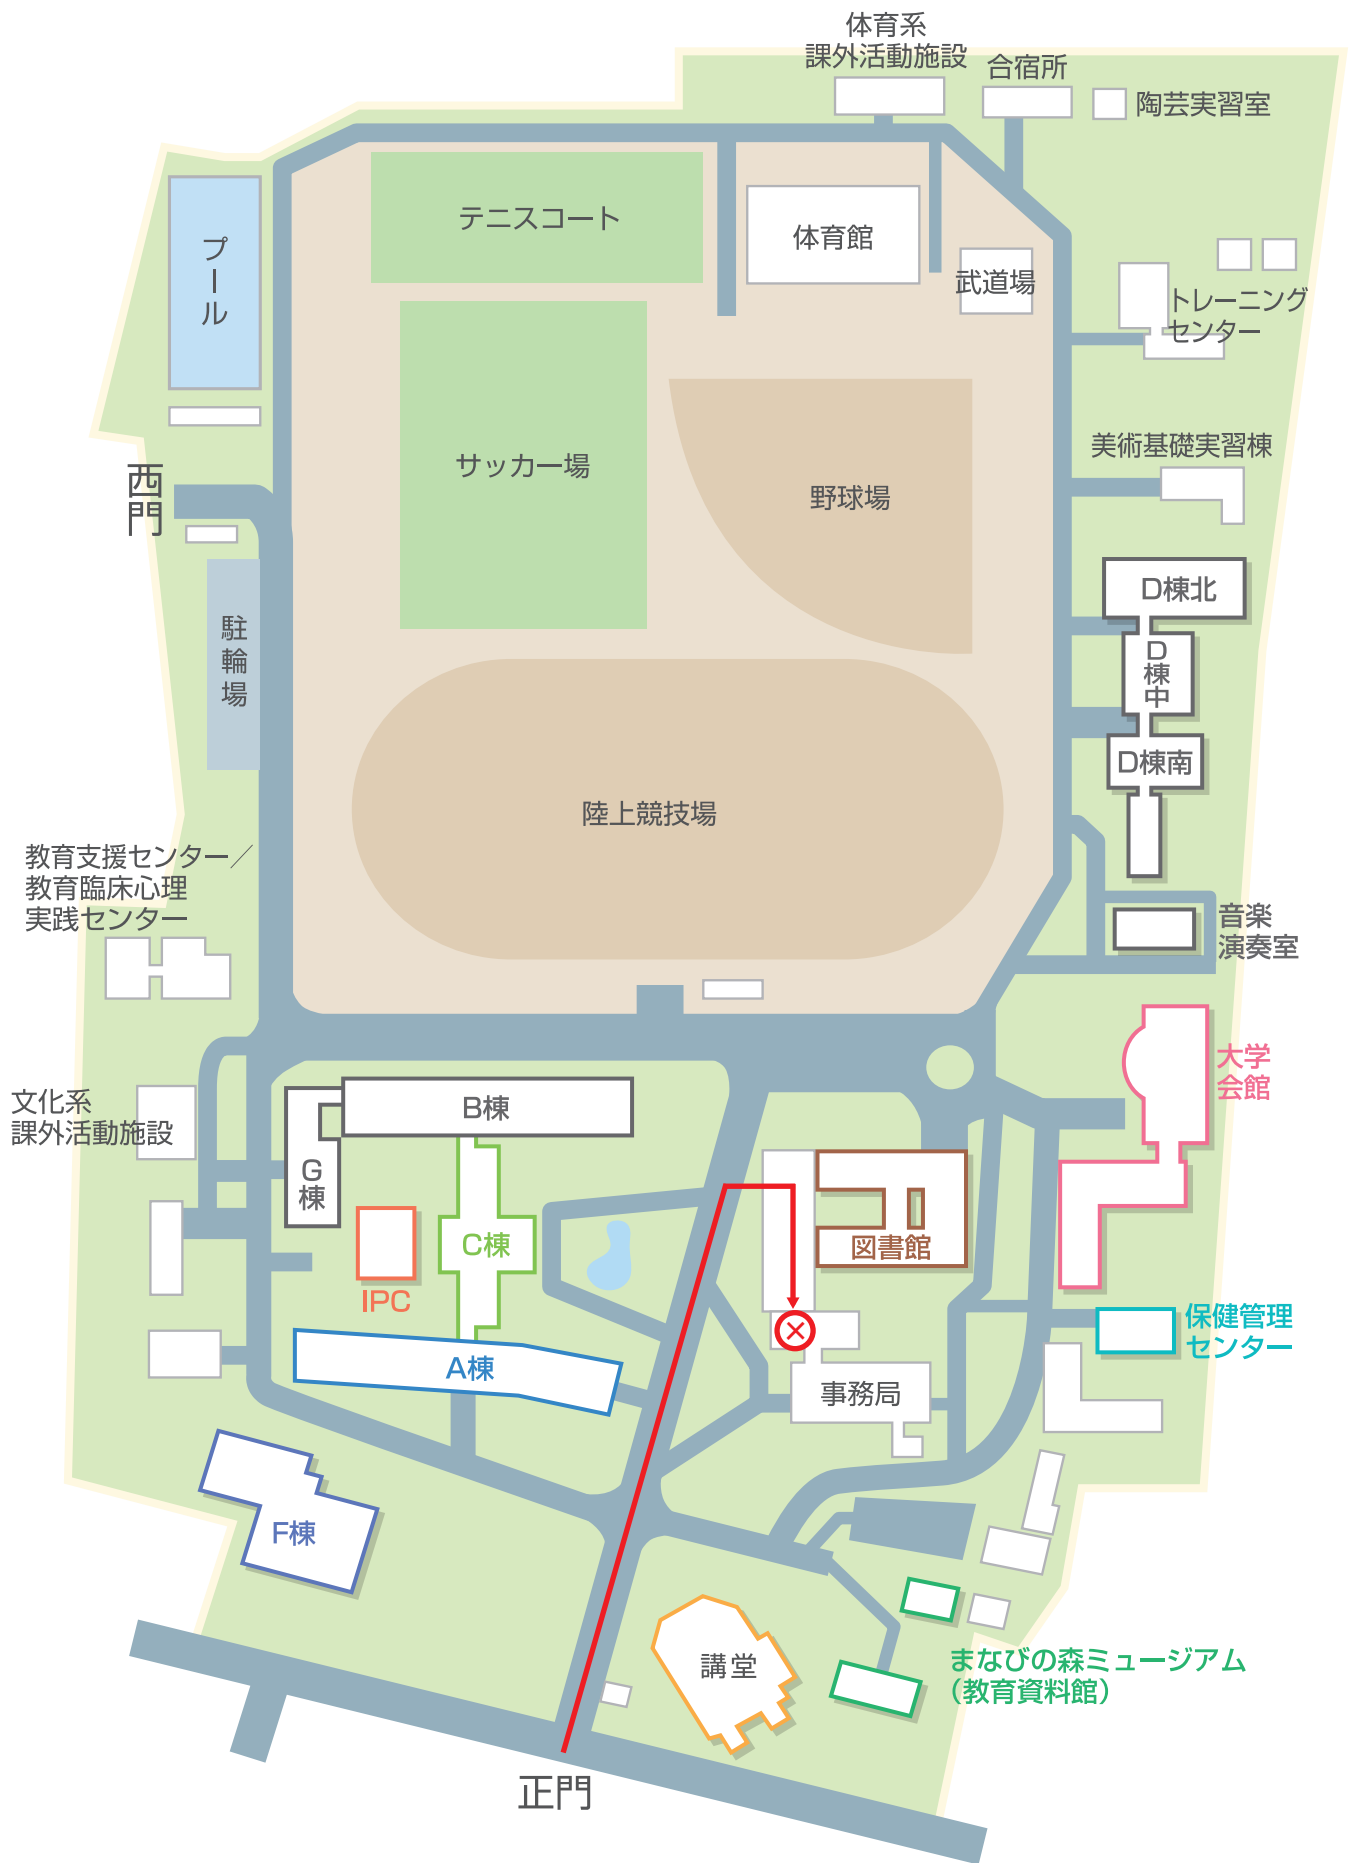 体育系
課外活動施設
合宿所
陶芸実習室
テニスコート
プール
体育館
武道場
トレーニング
センター
サッカー場
野球場
美術基礎実習棟
西門
D棟北
駐輪場
D棟中
D棟南
陸上競技場
教育支援センター／
教育臨床心理
実践センター
音楽
演奏室
大学
会館
文化系
課外活動施設
B棟
G棟
C棟
図書館
IPC
保健管理
センター
A棟
事務局
F棟
講堂
まなびの森ミュージアム
（教育資料館）
正門